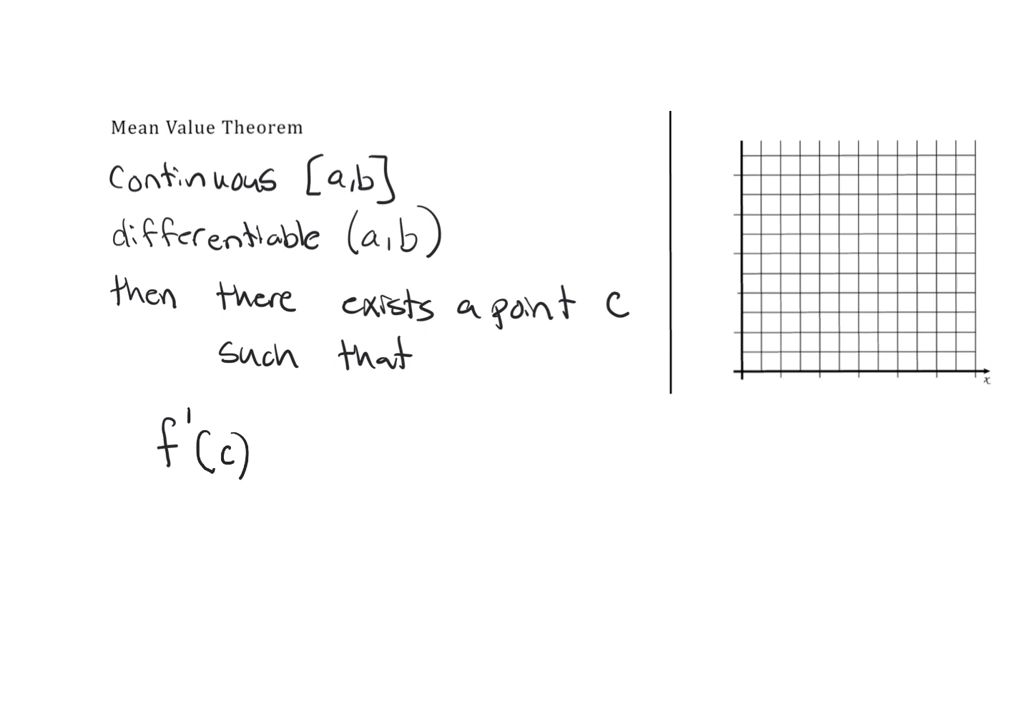 Mean Value Theorem
Continuous [a,b]
differentiable (a,b)
then there exists a point c
such that
f'(c)
x